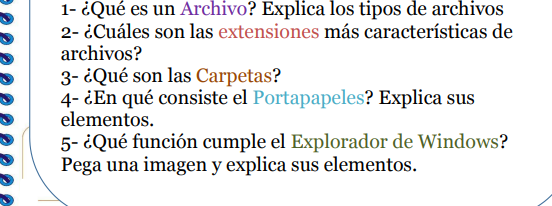 1- ¿Qué es un Archivo? Explica los tipos de archivos
2- ¿Cuáles son las extensiones más características de
archivos?
3- ¿Qué son las Carpetas?
4- ¿En qué consiste el Portapapeles? Explica sus
elementos.
5- ¿Qué función cumple el Explorador de Windows?
Pega una imagen y explica sus elementos.